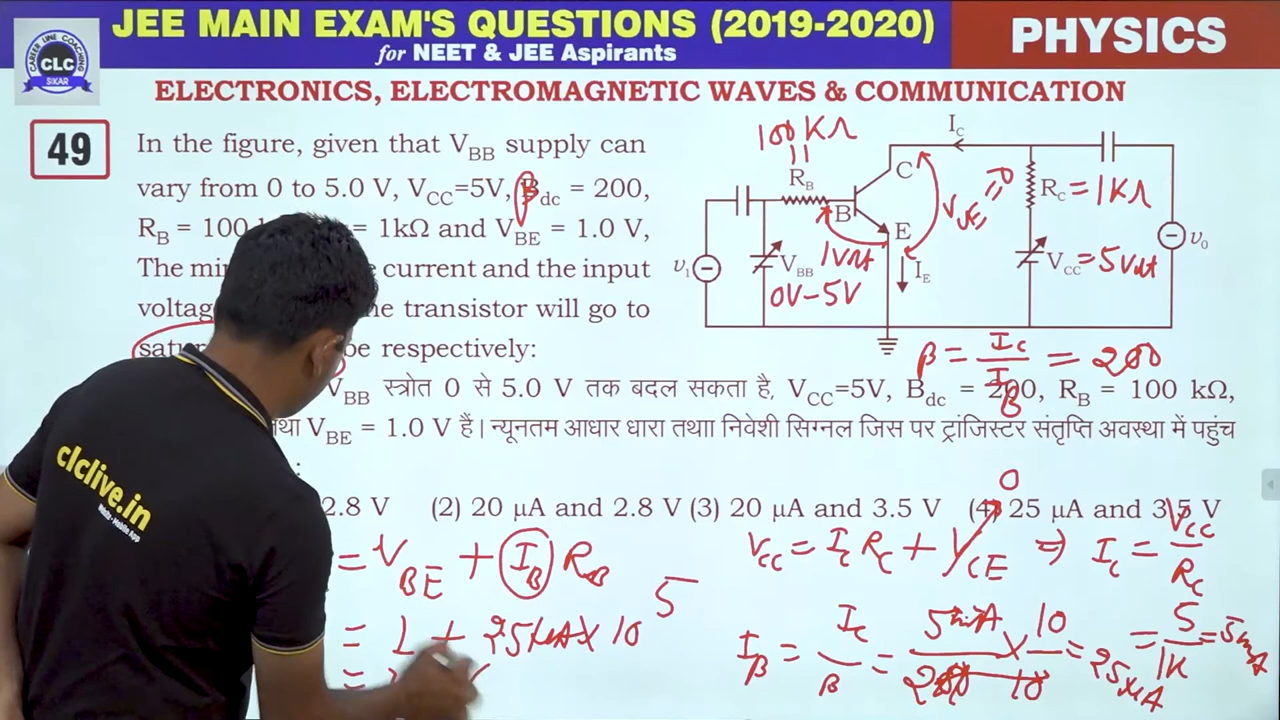 JEE MAIN EXAM'S QUESTIONS (2019-2020)
for NEET & JEE Aspirants
PHYSICS
CAREER LINE COACHING
CLC
SIKAR
ELECTRONICS, ELECTROMAGNETIC WAVES & COMMUNICATION
49
In the figure, given that V_BB supply can
vary from 0 to 5.0 V, V_CC=5V, β_dc = 200,
R_B = 100 = 1kΩ and V_BE = 1.0 V,
The current and the input
the transistor will go to
be respectively:
V_BB स्त्रोत 0 से 5.0 V तक बदल सकता है, V_CC=5V, B_dc = 200, R_B = 100 kΩ,
तथा V_BE = 1.0 V हैं। न्यूनतम आधार धारा तथाा निवेशी सिग्नल जिस पर ट्रांजिस्टर संतृप्ति अवस्था में पहुंच
2.8 V (2) 20 μA and 2.8 V (3) 20 μA and 3.5 V (4) 25 μA and 3.5 V
100 KΩ
=
R_B
B
C
E
I_C
I_E
R_C = 1KΩ
V_CC = 5Volt
V_BB
0V-5V
1Volt
V_CE = 0
υ_1
υ_0
β = I_C / I_B = 200
= V_BE + I_B R_B
= 1 + 25μA × 10^5
V_CC = I_C R_C + V_CE 0 ⇒ I_C = V_CC / R_C
= 5 / 1K = 5mA
I_B = I_C / β = 5mA / 200 × 10 / 10 = 25μA
clclive.in